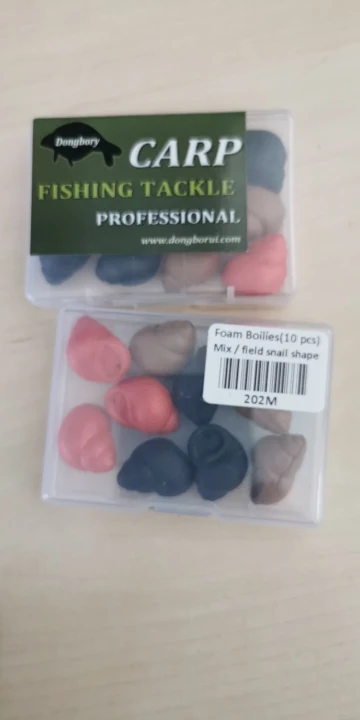 Dongbory
CARP
FISHING TACKLE
PROFESSIONAL
www.dongborui.com
Foam Boilies(10 pcs)
Mix / field snail shape
202M